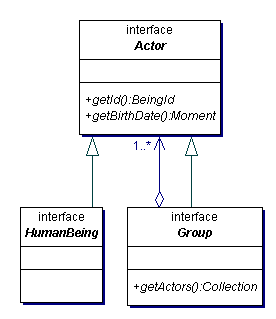 interface
Actor
+getId():BeingId
+getBirthDate():Moment
1..*
interface
HumanBeing
interface
Group
+getActors():Collection